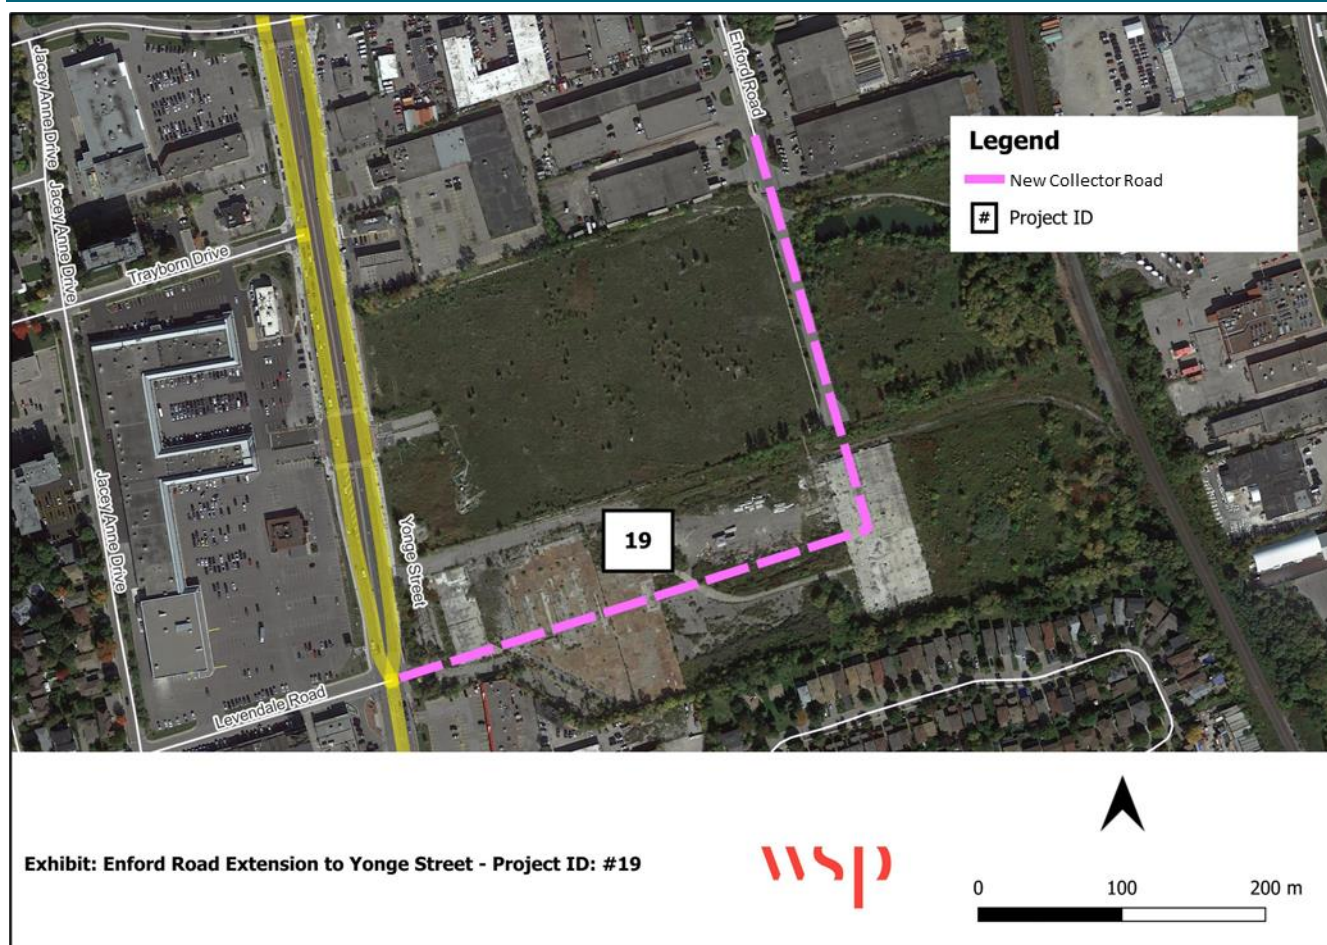 Jacey Anne Drive
Jacey Anne Drive
Enford Road
Legend
New Collector Road
# Project ID
Trayborn Drive
Jacey Anne Drive
Yonge Street
19
Levendale Road
Exhibit: Enford Road Extension to Yonge Street - Project ID: #19
wsp
0 100 200 m